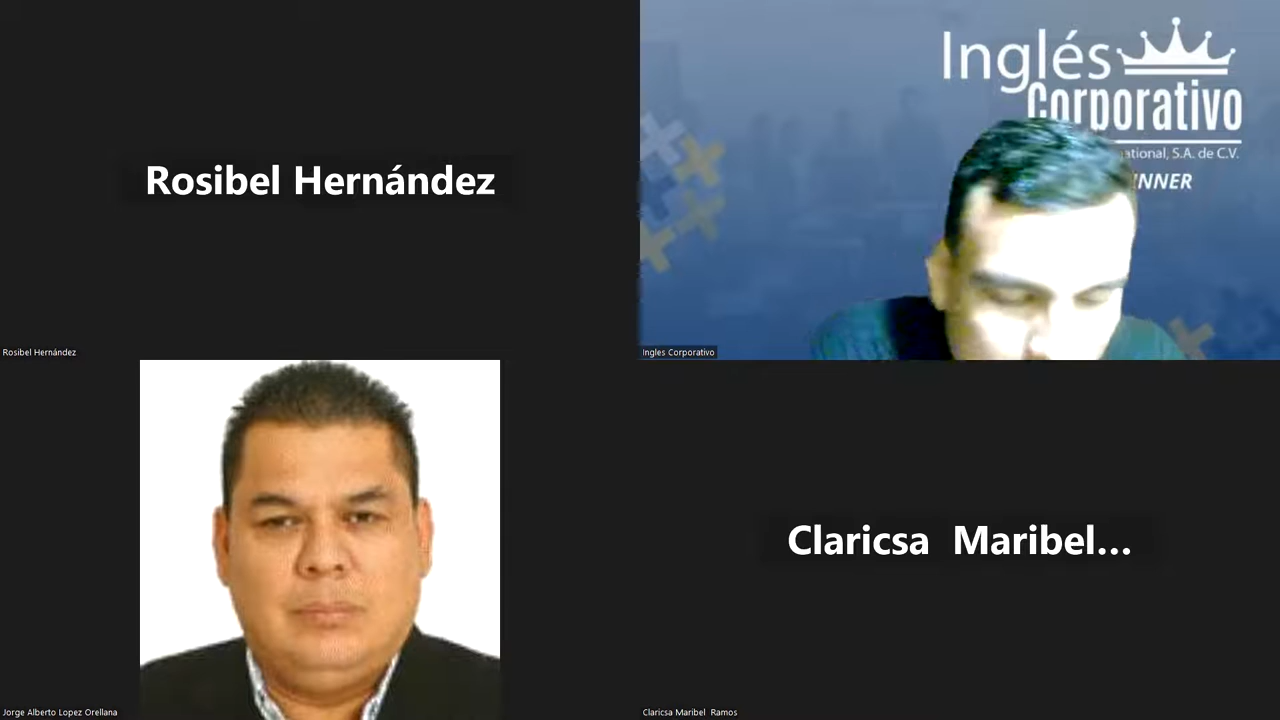 Rosibel Hernández
Rosibel Hernández
Inglés
Corporativo
ational, S.A. de C.V.
INNER
Ingles Corporativo
Jorge Alberto Lopez Orellana
Claricsa Maribel...
Claricsa Maribel Ramos